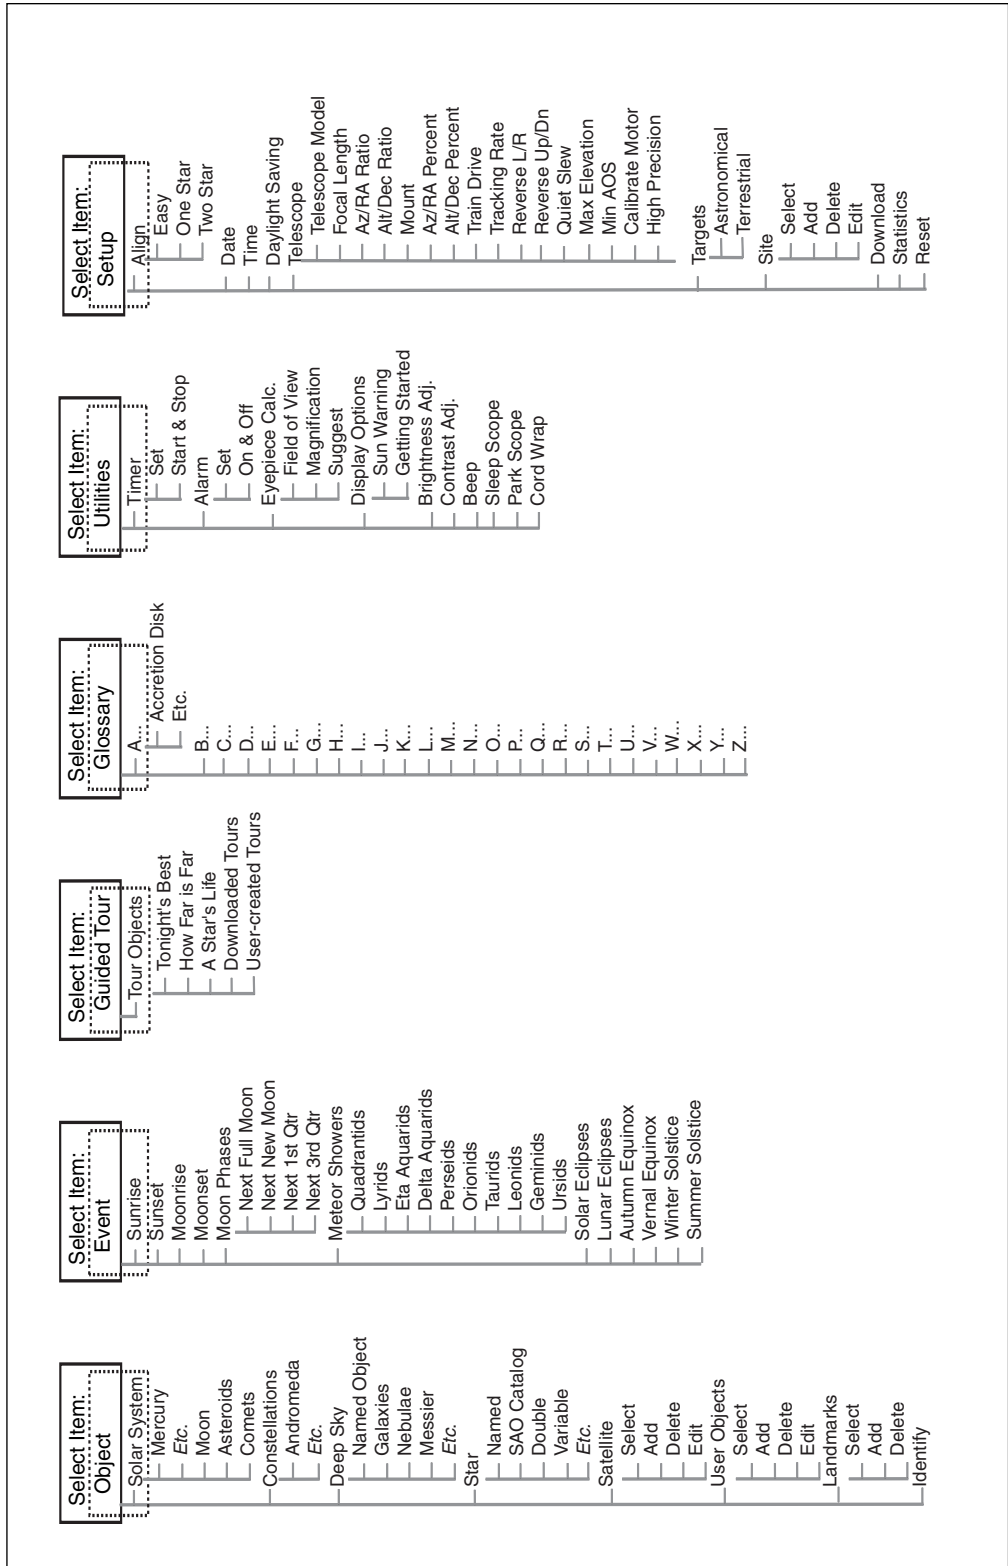 Select Item:
Object
Solar System
Mercury
Etc.
Moon
Asteroids
Comets
Constellations
Andromeda
Etc.
Deep Sky
Named Object
Galaxies
Nebulae
Messier
Etc.
Star
Named
SAO Catalog
Double
Variable
Etc.
Satellite
Select
Add
Delete
Edit
User Objects
Select
Add
Delete
Edit
Landmarks
Select
Add
Delete
Identify
Select Item:
Event
Sunrise
Sunset
Moonrise
Moonset
Moon Phases
Next Full Moon
Next New Moon
Next 1st Qtr
Next 3rd Qtr
Meteor Showers
Quadrantids
Lyrids
Eta Aquarids
Delta Aquarids
Perseids
Orionids
Taurids
Leonids
Geminids
Ursids
Solar Eclipses
Lunar Eclipses
Autumn Equinox
Vernal Equinox
Winter Solstice
Summer Solstice
Select Item:
Guided Tour
Tour Objects
Tonight's Best
How Far is Far
A Star's Life
Downloaded Tours
User-created Tours
Select Item:
Glossary
A...
Accretion Disk
Etc.
B...
C...
D...
E...
F...
G...
H...
I...
J...
K...
L...
M...
N...
O...
P...
Q...
R...
S...
T...
U...
V...
W...
X...
Y...
Z...
Select Item:
Utilities
Timer
Set
Start & Stop
Alarm
Set
On & Off
Eyepiece Calc.
Field of View
Magnification
Suggest
Display Options
Sun Warning
Getting Started
Brightness Adj.
Contrast Adj.
Beep
Sleep Scope
Park Scope
Cord Wrap
Select Item:
Setup
Align
Easy
One Star
Two Star
Date
Time
Daylight Saving
Telescope
Telescope Model
Focal Length
Az/RA Ratio
Alt/Dec Ratio
Mount
Az/RA Percent
Alt/Dec Percent
Train Drive
Tracking Rate
Reverse L/R
Reverse Up/Dn
Quiet Slew
Max Elevation
Min AOS
Calibrate Motor
High Precision
Targets
Astronomical
Terrestrial
Site
Select
Add
Delete
Edit
Download
Statistics
Reset